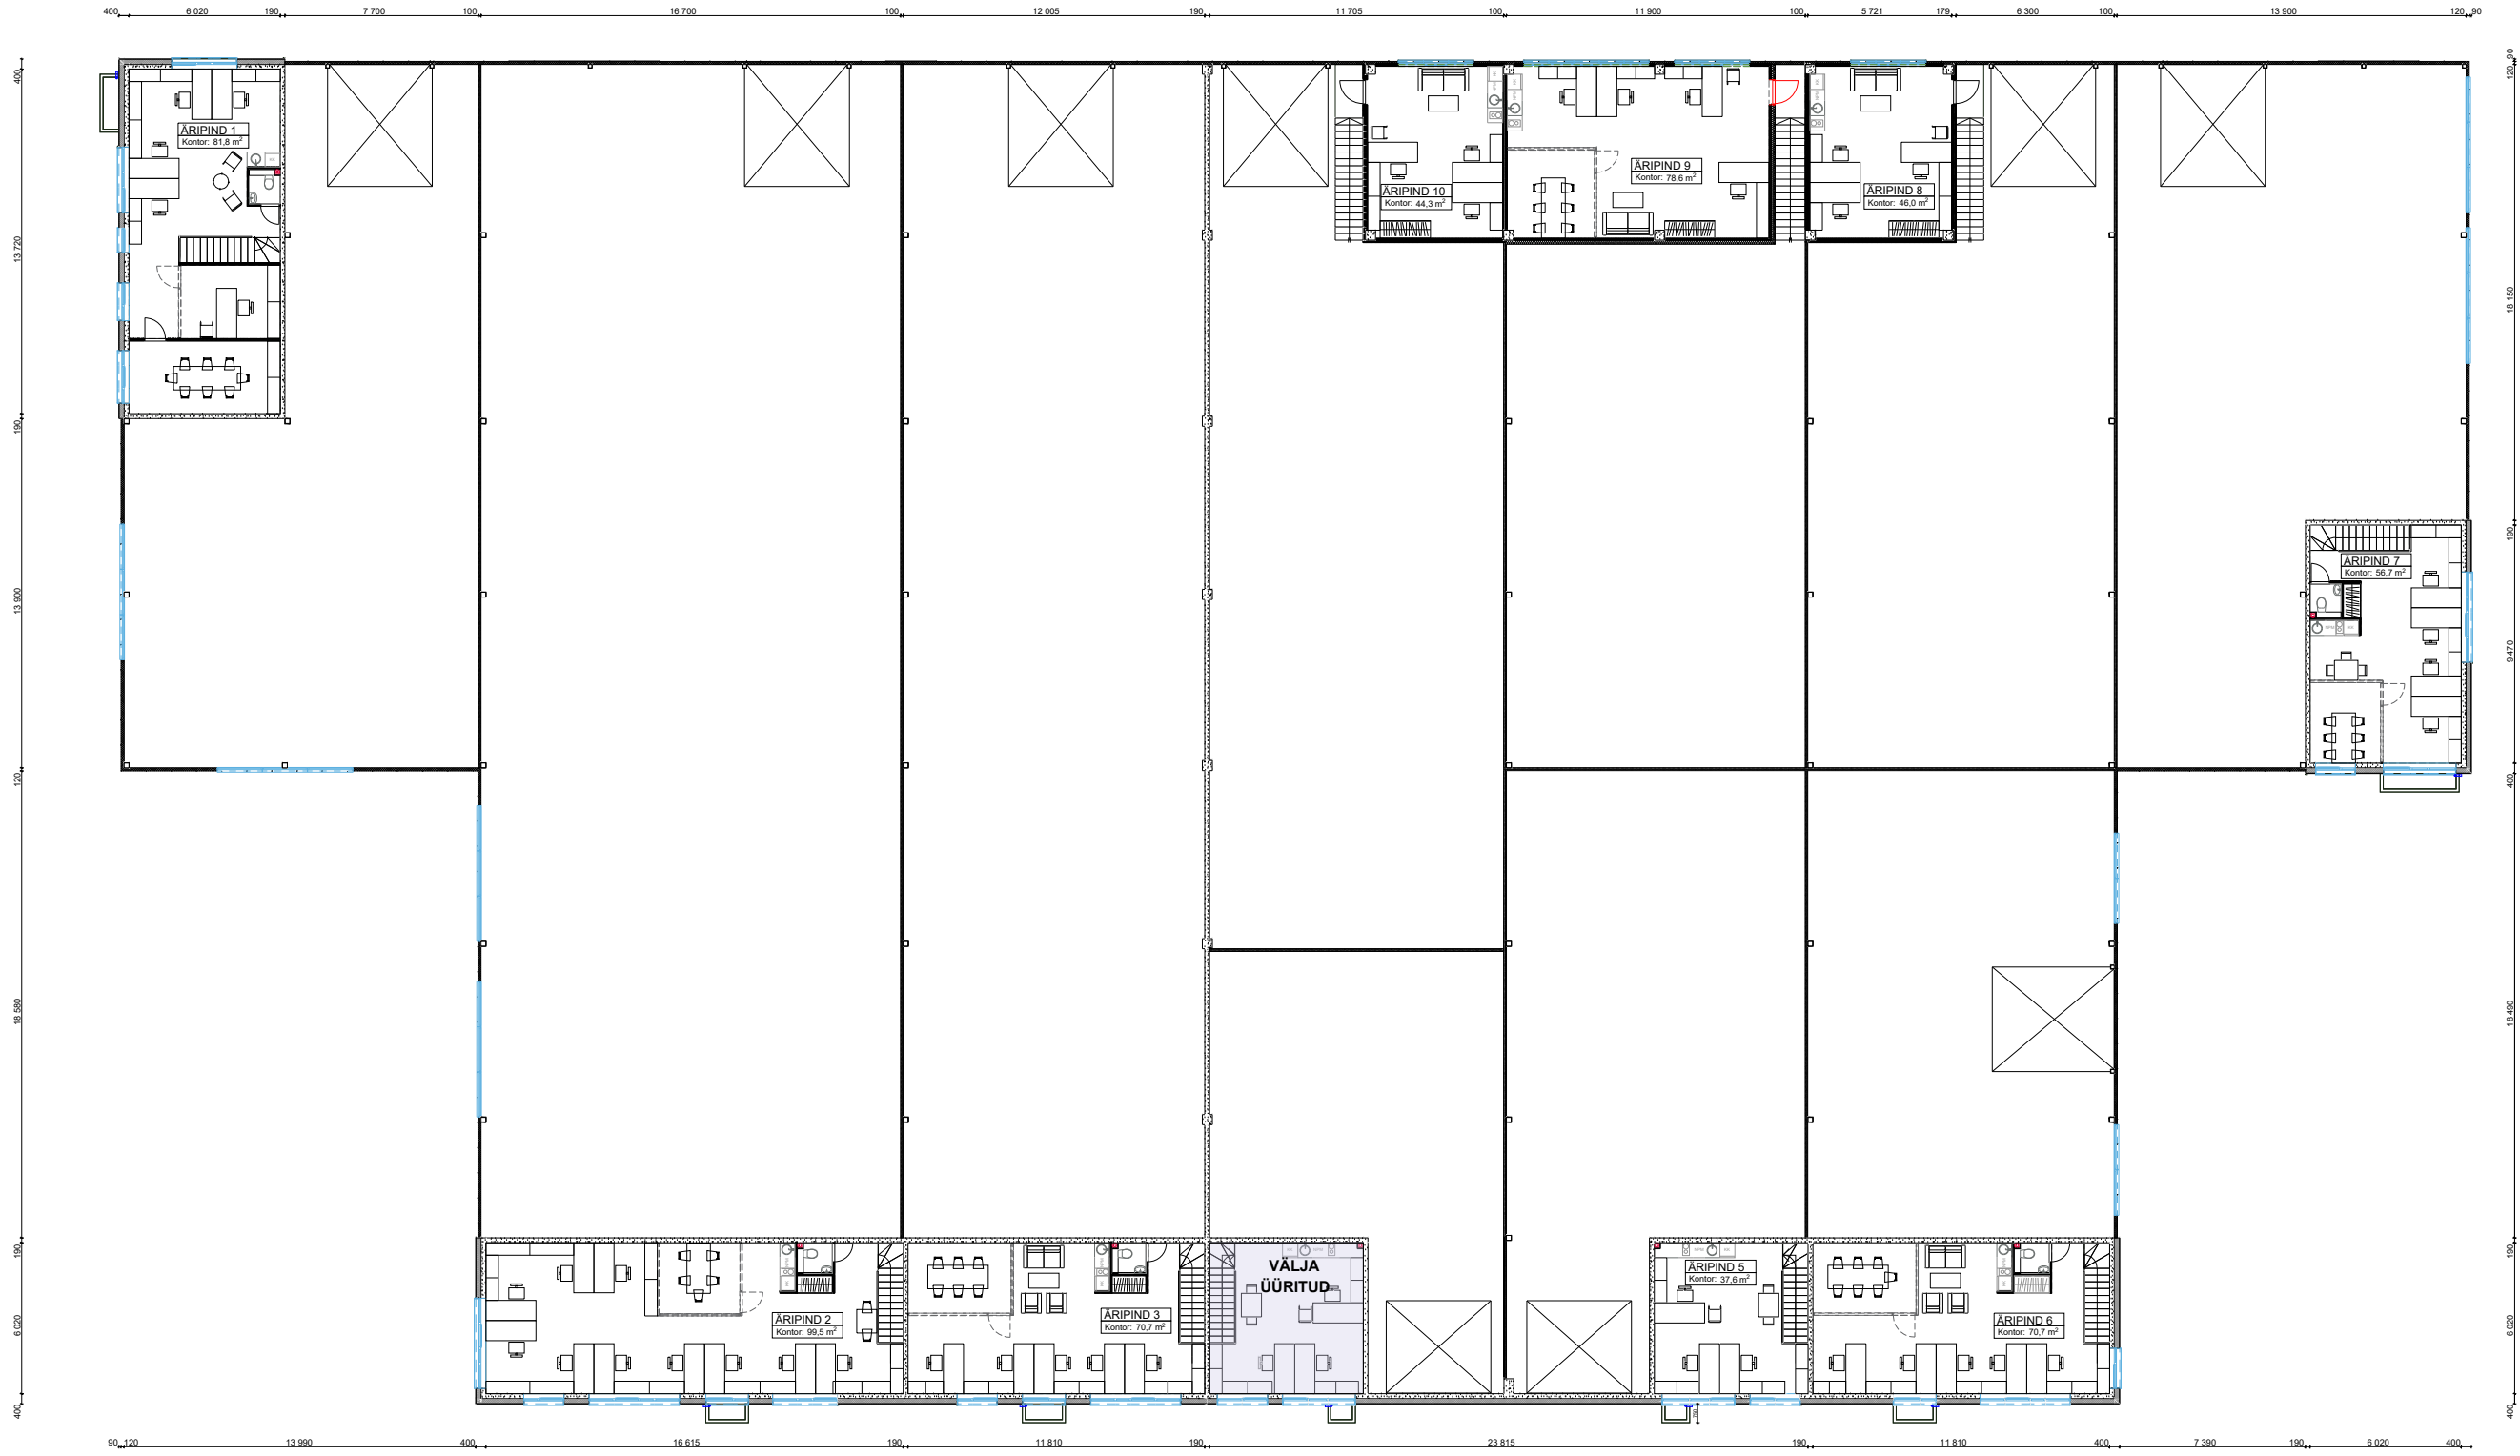 400 6 020 190 7 700 100 16 700 100 12 005 190 11 705 100 11 900 100 5 721 179 6 300 100 13 900 120 90
400
13 720
190
13 900
120
18 580
190
6 020
400
90
120
18 150
190
9 470
400
18 490
190
6 020
400
ÄRIPIND 1
Kontor: 81,8 m²
ÄRIPIND 10
Kontor: 44,3 m²
ÄRIPIND 9
Kontor: 78,6 m²
ÄRIPIND 8
Kontor: 46,0 m²
ÄRIPIND 7
Kontor: 56,7 m²
ÄRIPIND 2
Kontor: 99,5 m²
ÄRIPIND 3
Kontor: 70,7 m²
VÄLJA
ÜÜRITUD
ÄRIPIND 5
Kontor: 37,6 m²
ÄRIPIND 6
Kontor: 70,7 m²
90 120 13 990 400 16 615 190 11 810 190 23 815 190 11 810 400 7 390 190 6 020 400